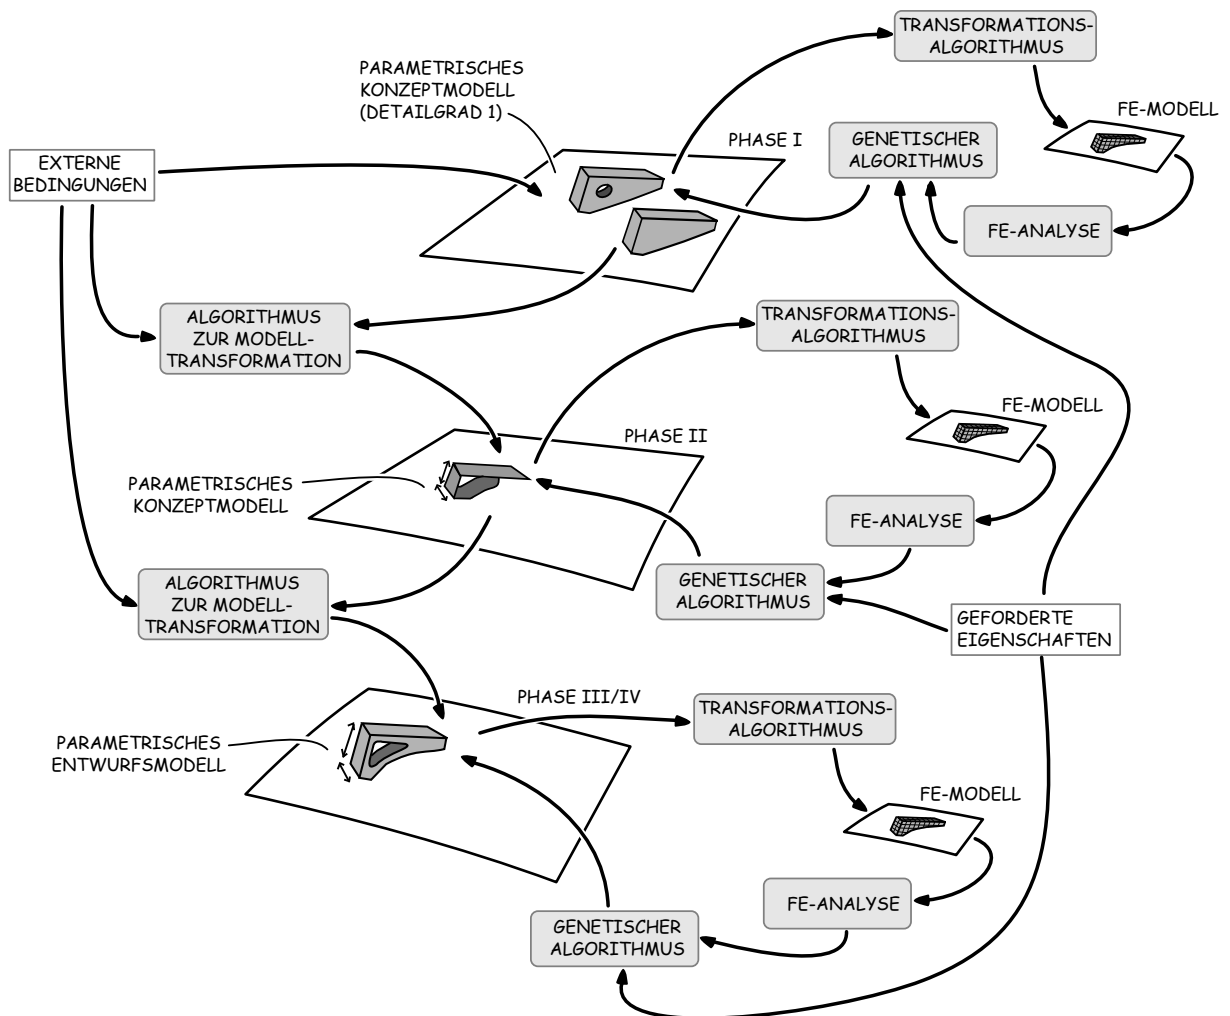 TRANSFORMATIONS-
ALGORITHMUS
PARAMETRISCHES
KONZEPTMODELL
(DETAILGRAD 1)
FE-MODELL
PHASE I
GENETISCHER
ALGORITHMUS
EXTERNE
BEDINGUNGEN
FE-ANALYSE
ALGORITHMUS
ZUR MODELL-
TRANSFORMATION
TRANSFORMATIONS-
ALGORITHMUS
FE-MODELL
PHASE II
PARAMETRISCHES
KONZEPTMODELL
FE-ANALYSE
ALGORITHMUS
ZUR MODELL-
TRANSFORMATION
GENETISCHER
ALGORITHMUS
GEFORDERTE
EIGENSCHAFTEN
PHASE III/IV
TRANSFORMATIONS-
ALGORITHMUS
PARAMETRISCHES
ENTWURFSMODELL
FE-MODELL
FE-ANALYSE
GENETISCHER
ALGORITHMUS